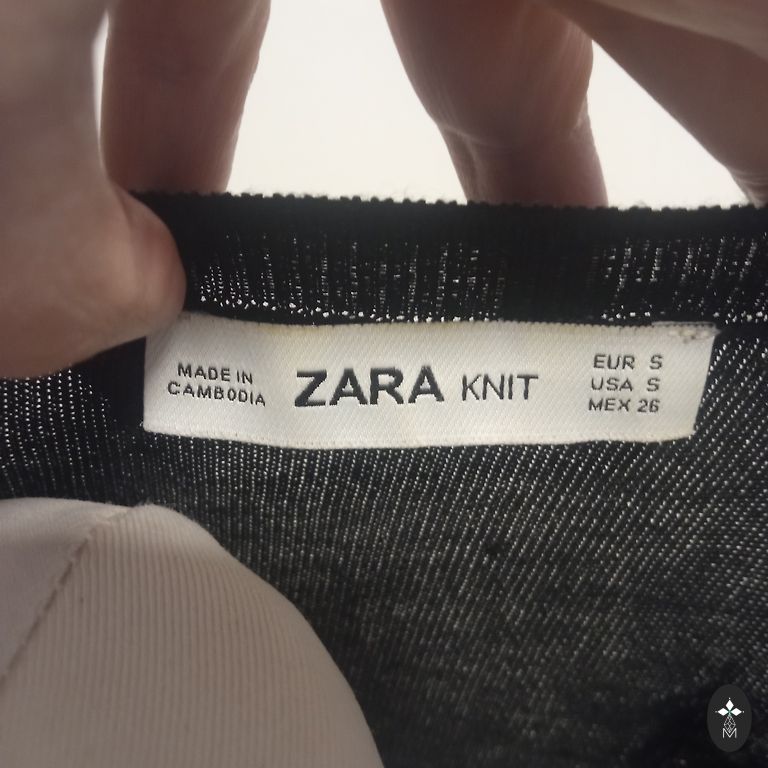 MADE IN
CAMBODIA
ZARA KNIT
EUR S
USA S
MEX 26
M